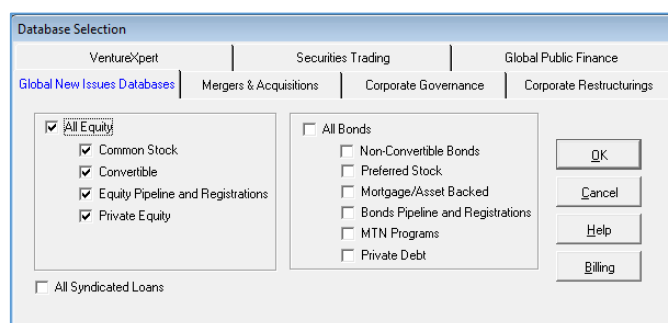 Database Selection
VentureXpert Securities Trading Global Public Finance
Global New Issues Databases Mergers & Acquisitions Corporate Governance Corporate Restructurings
All Equity
Common Stock
Convertible
Equity Pipeline and Registrations
Private Equity
All Bonds
Non-Convertible Bonds
Preferred Stock
Mortgage/Asset Backed
Bonds Pipeline and Registrations
MTN Programs
Private Debt
All Syndicated Loans
OK
Cancel
Help
Billing